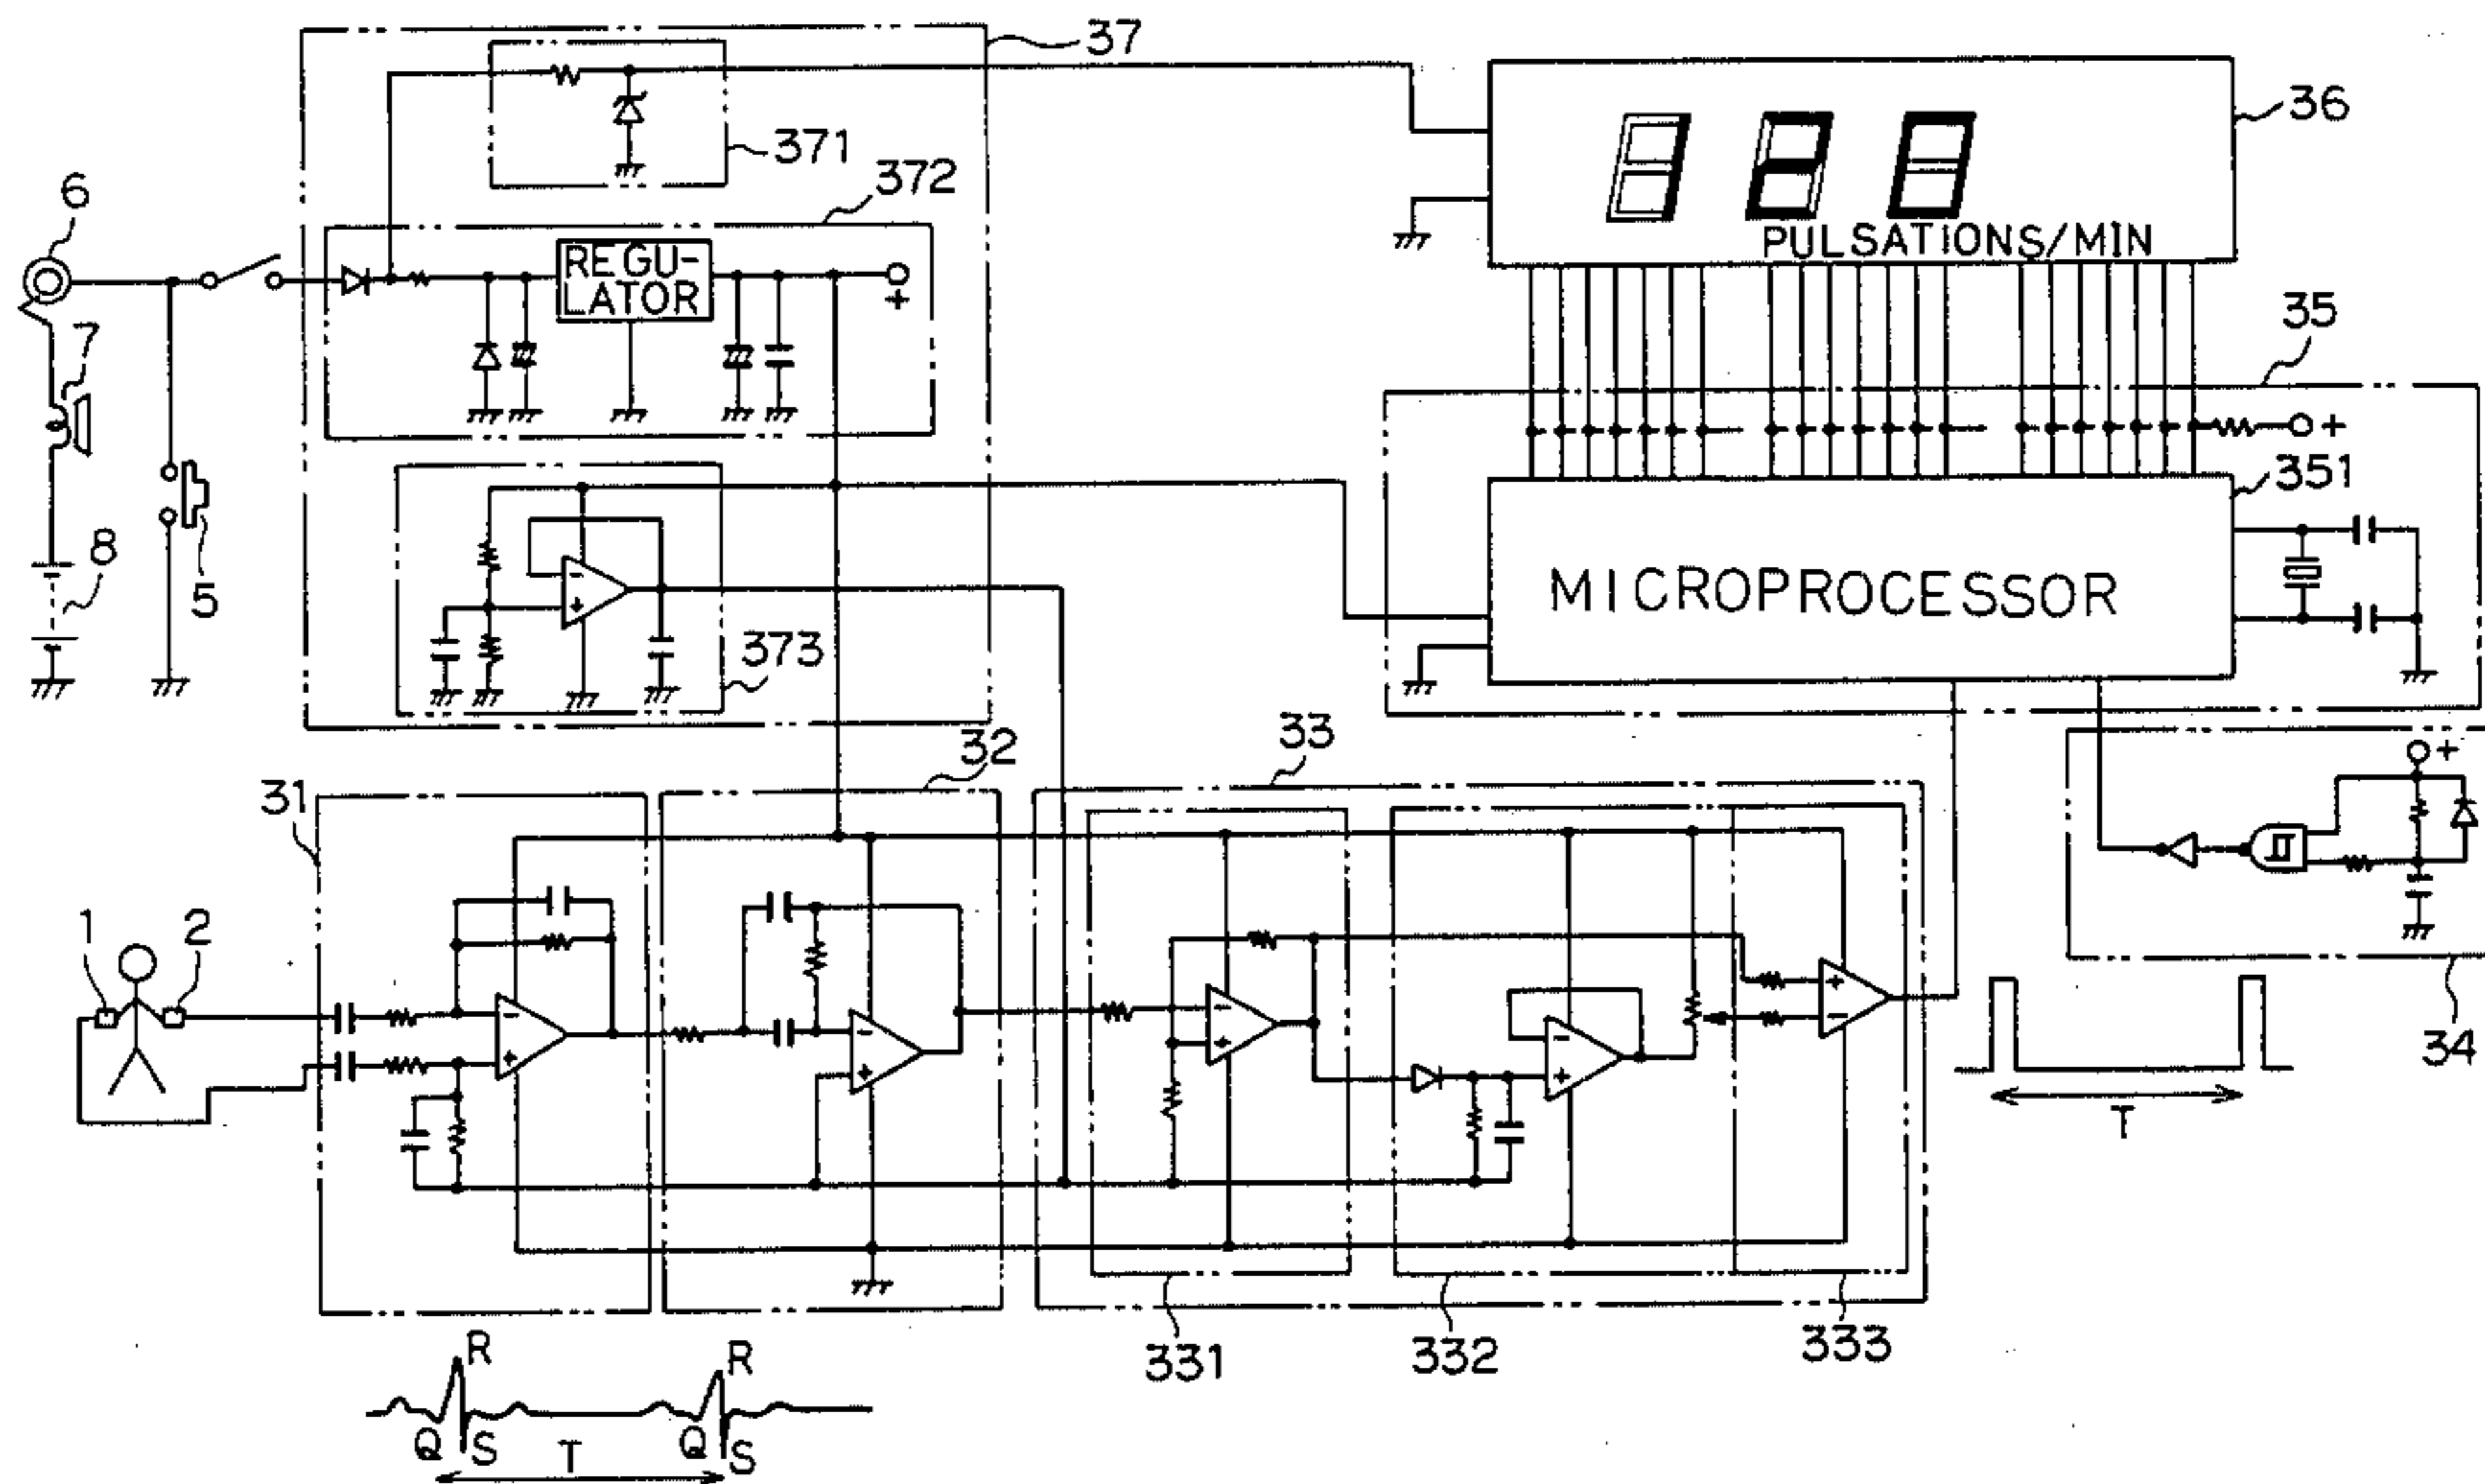 37
36
371
372
6
REGU-
LATOR
+
PULSATIONS/MIN
7
35
+
351
8
5
MICROPROCESSOR
-
+
373
32
33
31
+
1
2
-
+
-
+
-
+
-
+
+
-
34
T
331
332
333
R
R
Q
S
T
Q
S